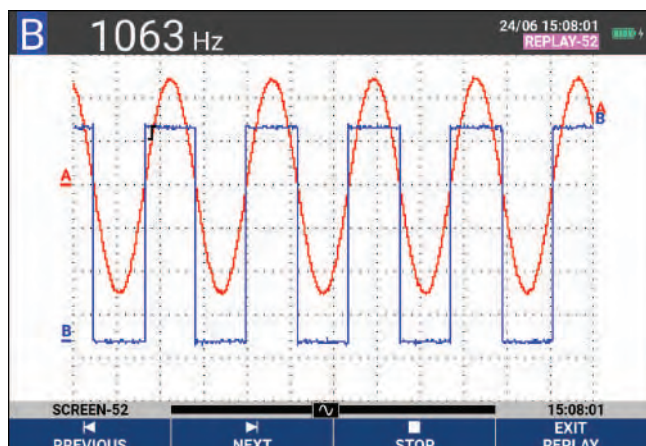 B 1063 Hz
24/06 15:08:01
REPLAY-52
A
B
A
B
SCREEN-52 15:08:01
PREVIOUS NEXT STOP EXIT REPLAY